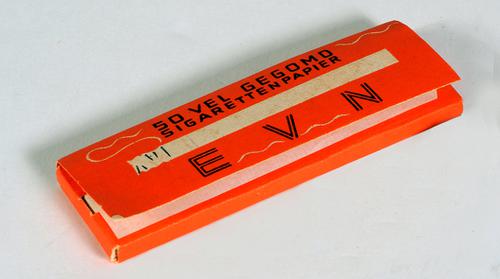 50 VEL GEGOMD
SIGARETTENPAPIER
EVN